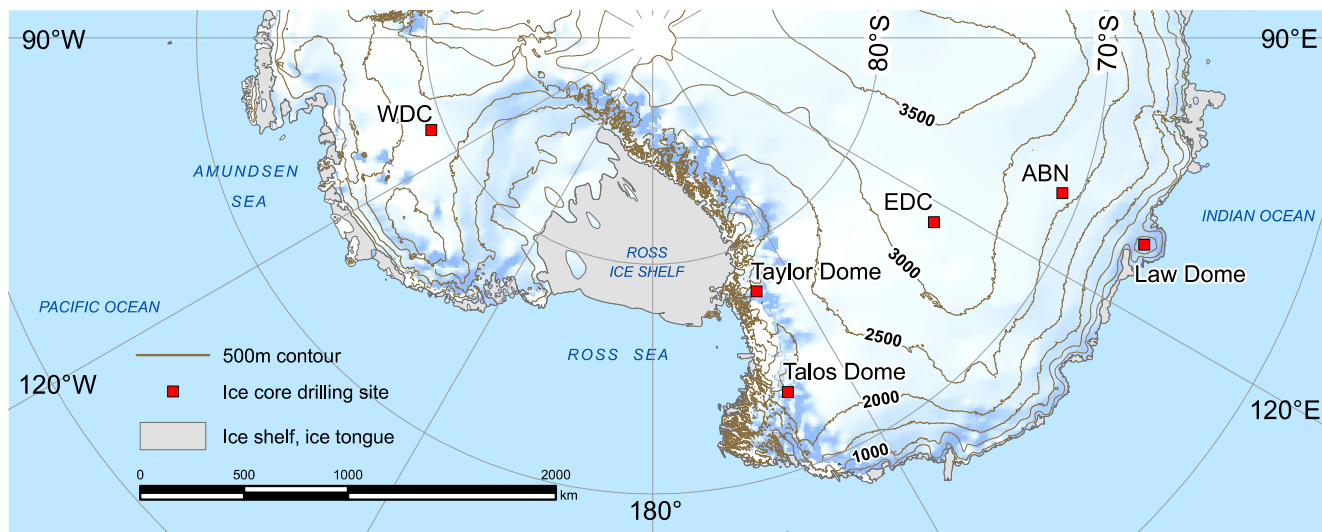 90°W
80°S
70°S
90°E
WDC
3500
AMUNDSEN
SEA
ABN
EDC
INDIAN OCEAN
ROSS
ICE SHELF
Taylor Dome
3000
Law Dome
PACIFIC OCEAN
2500
500m contour
ROSS SEA
Talos Dome
120°W
Ice core drilling site
2000
120°E
Ice shelf, ice tongue
1000
0 500 1000 2000
km
180°